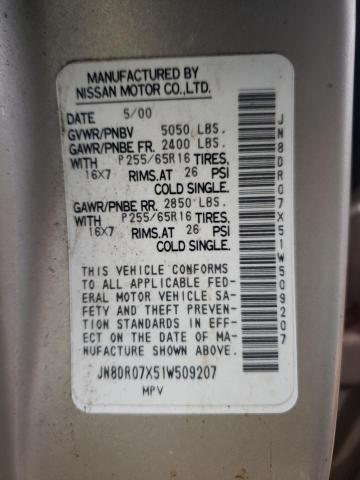 MANUFACTURED BY
NISSAN MOTOR CO.,LTD.
DATE 5/00
GVWR/PNBV 5050 LBS.
GAWR/PNBE FR. 2400 LBS.
WITH P255/65R16 TIRES,
16X7 RIMS.AT 26 PSI
COLD SINGLE.
GAWR/PNBE RR. 2850 LBS.
WITH P255/65R16 TIRES,
16X7 RIMS.AT 26 PSI
COLD SINGLE.
THIS VEHICLE CONFORMS
TO ALL APPLICABLE FED-
ERAL MOTOR VEHICLE SA-
FETY AND THEFT PREVEN-
TION STANDARDS IN EFF-
ECT ON THE DATE OF MA-
NUFACTURE SHOWN ABOVE.
JN8DR07X51W509207
MPV
JN8DR07X51W509207